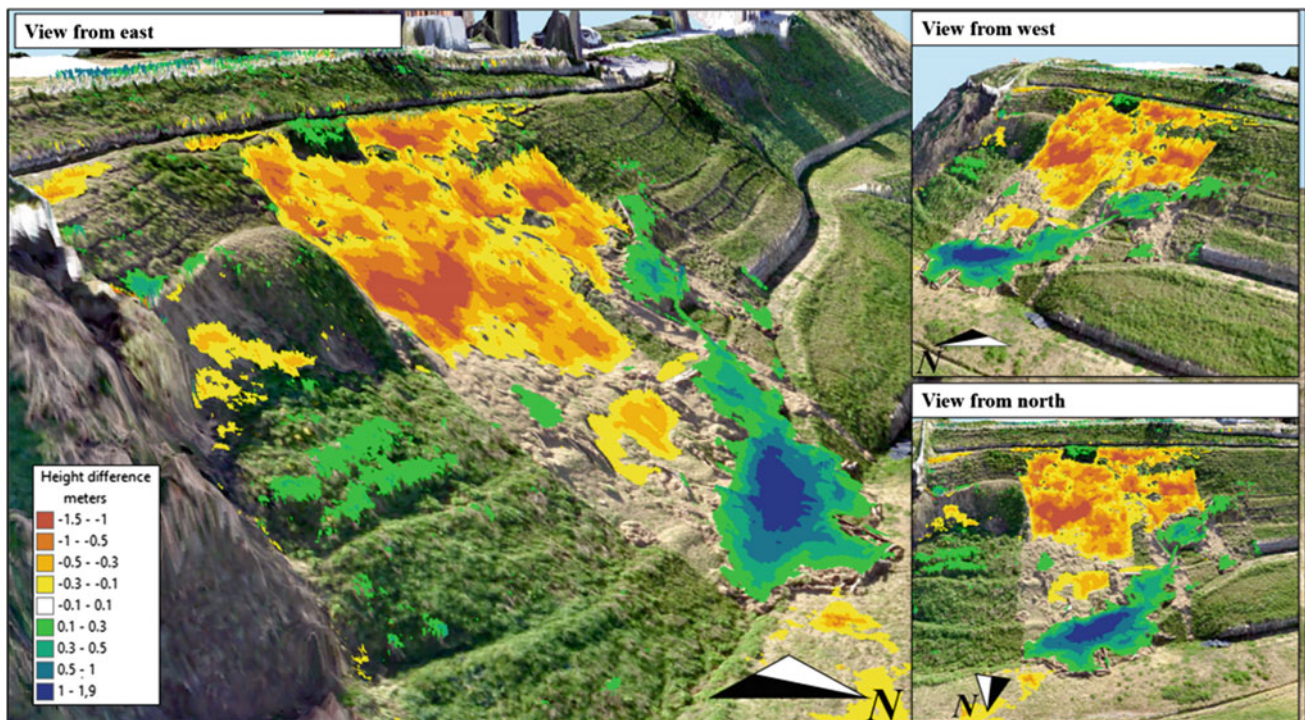 View from east
View from west
N
View from north
N
Height difference
meters
-1.5 - -1
-1 - -0.5
-0.5 - -0.3
-0.3 - -0.1
-0.1 - 0.1
0.1 - 0.3
0.3 - 0.5
0.5 - 1
1 - 1,9
N